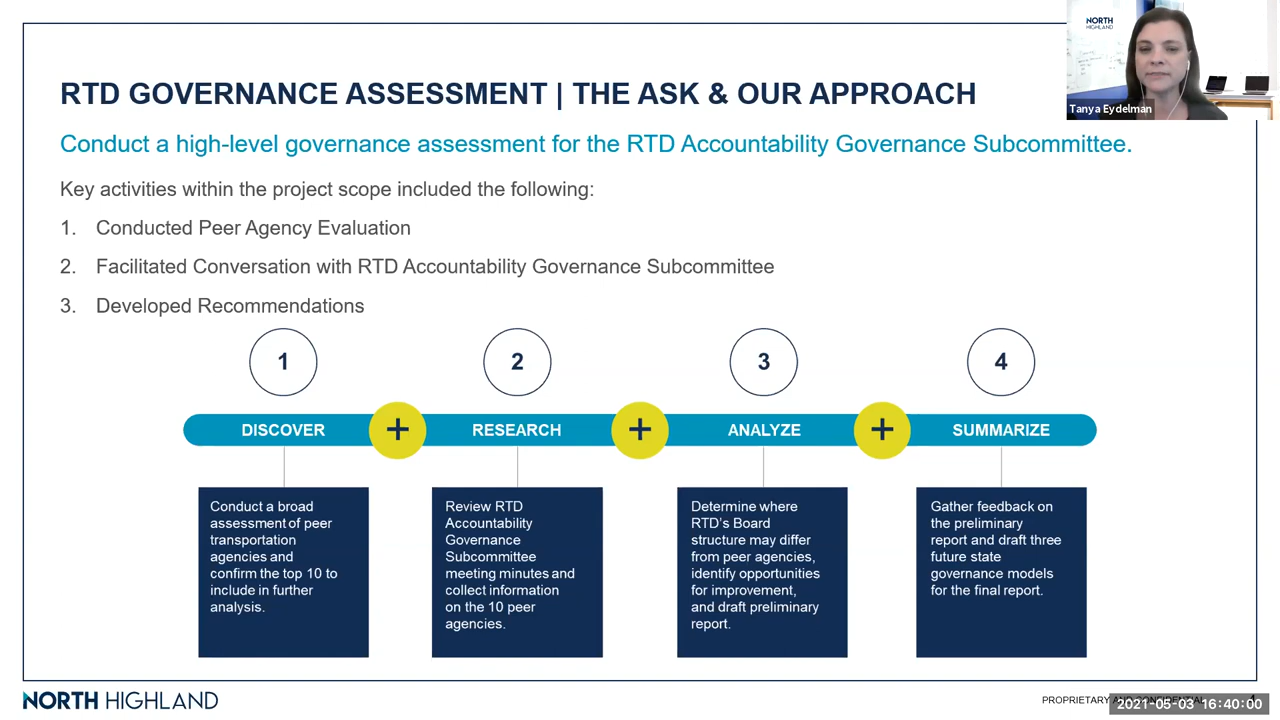 NORTH
HIGHLAND
Tanya Eydelman
RTD GOVERNANCE ASSESSMENT | THE ASK & OUR APPROACH
Conduct a high-level governance assessment for the RTD Accountability Governance Subcommittee.
Key activities within the project scope included the following:
1. Conducted Peer Agency Evaluation
2. Facilitated Conversation with RTD Accountability Governance Subcommittee
3. Developed Recommendations
1
2
3
4
DISCOVER
+
RESEARCH
+
ANALYZE
+
SUMMARIZE
Conduct a broad
assessment of peer
transportation
agencies and
confirm the top 10 to
include in further
analysis.
Review RTD
Accountability
Governance
Subcommittee
meeting minutes and
collect information
on the 10 peer
agencies.
Determine where
RTD's Board
structure may differ
from peer agencies,
identify opportunities
for improvement,
and draft preliminary
report.
Gather feedback on
the preliminary
report and draft three
future state
governance models
for the final report.
NORTH HIGHLAND
PROPRIETARY AND CONFIDENTIAL 4
2021-05-03 16:40:00